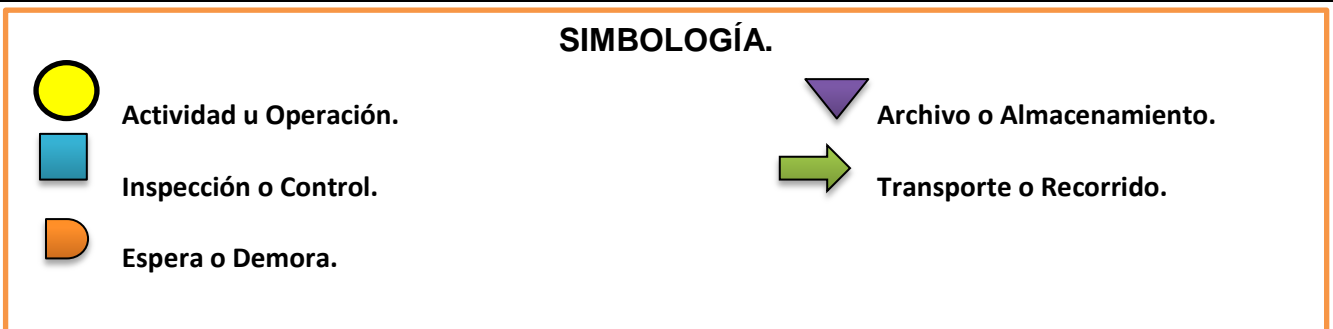 SIMBOLOGÍA.
Actividad u Operación.
Archivo o Almacenamiento.
Inspección o Control.
Transporte o Recorrido.
Espera o Demora.